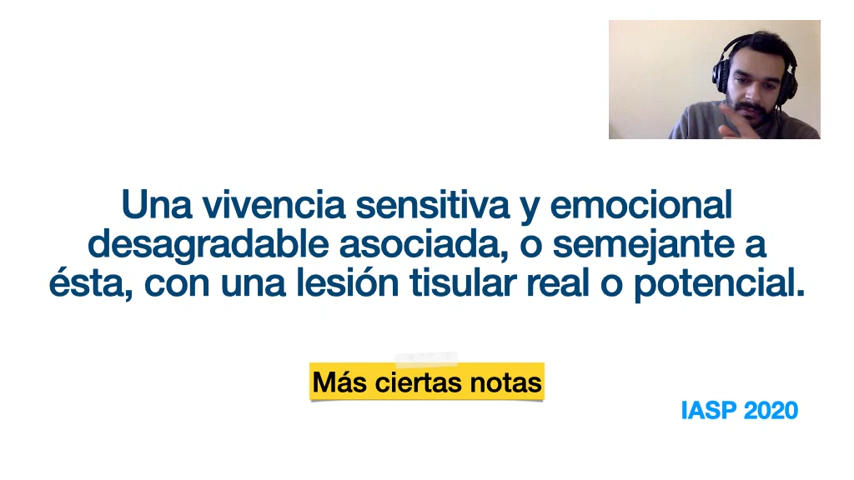 Una vivencia sensitiva y emocional
desagradable asociada, o semejante a
ésta, con una lesión tisular real o potencial.
Más ciertas notas
IASP 2020